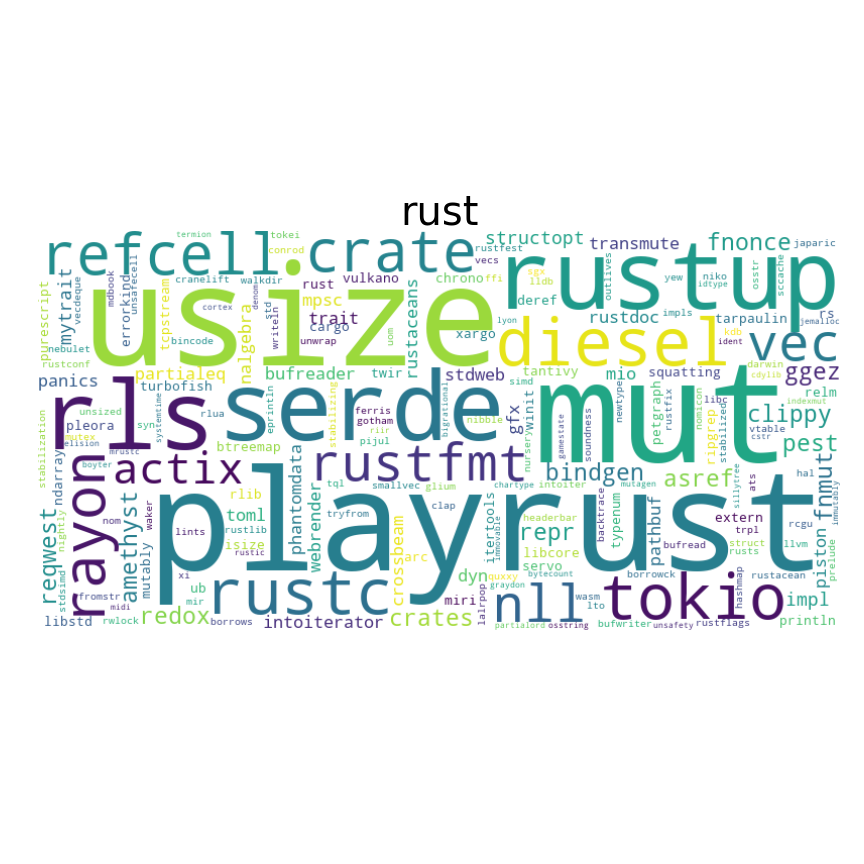 rust
termion
tokei
refcell
conrod
crate
structopt
rustfest
vecs
transmute
fnonce
japaric
purescript
mytrait
vecdeque
mdbook
errorkind
unsafecell
cranelift
walkdir
rust
vulkano
chrono
ffi
sgx
lldb
outlives
yew
niko
idtype
osstr
sccache
rustup
usize
tcpstream
cortex
denom
std
writeln
mpsc
trait
cargo
unwrap
uom
rustaceans
lyon
xargo
deref
rustdoc
impls
tarpaulin
rs
jemalloc
nebulet
rustconf
bincode
nalgebra
diesel
kdb
ident
vec
panics
partialeq
turbofish
bufreader
twir
stdweb
tantivy
mio
squatting
darwin
cdylib
ggez
rls
unsized
pleora
syn
systemtime
rlua
serde
eprintln
stabilizing
ferris
gotham
riir
pijul
bigrational
nibble
simd
gfx
winit
nursery
gamestate
soundness
newtype
mut
petgraph
rustfix
nomicon
libc
ripgrep
stabilized
indexmut
relm
clippy
vtable
cstr
pest
stabilization
mutex
elision
mrustc
boyter
ndarray
btreemap
actix
rustfmt
bindgen
asref
sillytree
ats
hal
immutably
fnmut
rayon
reqwest
nightly
stdsimd
nom
amethyst
waker
mutably
lints
rlib
toml
rustlib
isize
rustic
phantomdata
webrender
tql
tryfrom
smallvec
glium
clap
crossbeam
arc
playrust
chartype
intoiter
mutagen
headerbar
itertools
immovable
repr
libcore
servo
backtrace
typenum
pathbuf
bufread
extern
trpl
struct
rusts
rcgu
llvm
piston
prelude
xi
fromstr
midi
ub
mir
rustc
dyn
quxxy
graydon
bytecount
miri
lalrpop
nll
wasm
lto
borrowck
tokio
hashmap
rustacean
impl
libstd
rwlock
redox
borrows
intoiterator
crates
partialord
osstring
bufwriter
unsafety
rustflags
println